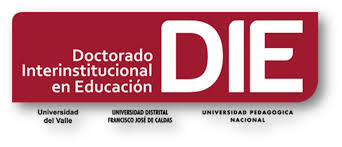 Doctorado
Interinstitucional
en Educación
DIE
Universidad
del Valle
UNIVERSIDAD DISTRITAL
FRANCISCO JOSÉ DE CALDAS
UNIVERSIDAD PEDAGOGICA
NACIONAL